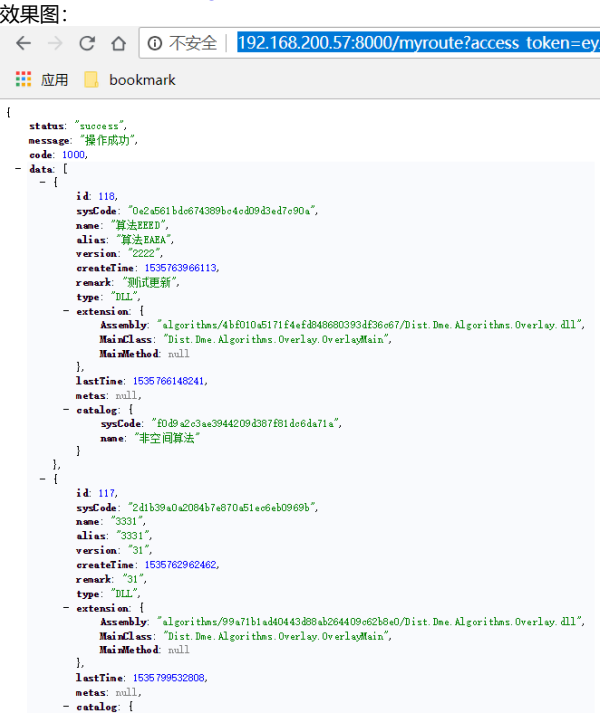 效果图：
不安全 192.168.200.57:8000/myroute?access_token=ey
应用 bookmark
{
status: "success",
message: "操作成功",
code: 1000,
- data: [
- {
id: 118,
sysCode: "0e2a561bdc674389bc4cd09d3ed7c90a",
name: "算法EEED",
alias: "算法EAEA",
version: "2222",
createTime: 1535763966113,
remark: "测试更新",
type: "DLL",
- extension: {
Assembly: "algorithms/4bf010a5171f4efd848680393df36c67/Dist.Dme.Algorithms.Overlay.dll",
MainClass: "Dist.Dme.Algorithms.Overlay.OverlayMain",
MainMethod: null
},
lastTime: 1535766148241,
metas: null,
- catalog: {
sysCode: "f0d9a2c3ae3944209d387f81dc6da71a",
name: "非空间算法"
}
},
- {
id: 117,
sysCode: "2d1b39a0a2084b7e870a51ec6eb0969b",
name: "3331",
alias: "3331",
version: "31",
createTime: 1535762962462,
remark: "31",
type: "DLL",
- extension: {
Assembly: "algorithms/99a71b1ad40443d88ab264409c62b8e0/Dist.Dme.Algorithms.Overlay.dll",
MainClass: "Dist.Dme.Algorithms.Overlay.OverlayMain",
MainMethod: null
},
lastTime: 1535799532808,
metas: null,
- catalog: {